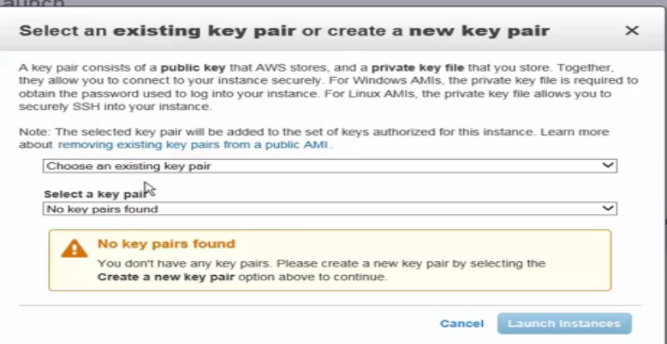 Select an existing key pair or create a new key pair
A key pair consists of a public key that AWS stores, and a private key file that you store. Together,
they allow you to connect to your instance securely. For Windows AMIs, the private key file is required to
obtain the password used to log into your instance. For Linux AMIs, the private key file allows you to
securely SSH into your instance.
Note: The selected key pair will be added to the set of keys authorized for this instance. Learn more
about removing existing key pairs from a public AMI.
Choose an existing key pair
Select a key pair
No key pairs found
No key pairs found
You don't have any key pairs. Please create a new key pair by selecting the
Create a new key pair option above to continue.
Cancel Launch Instances